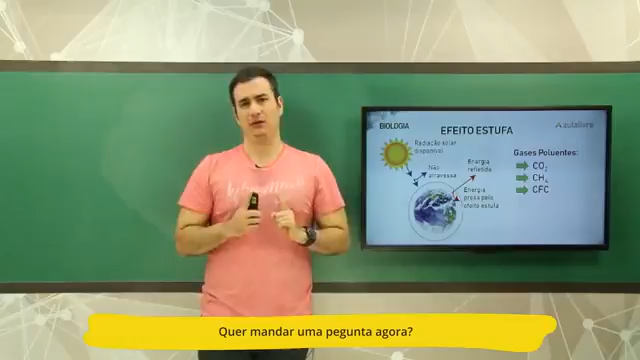 BIOLOGIA
EFEITO ESTUFA
Azulalivre
Radiação solar
disponível
Não
atravessa
Energia
refletida
Energia
presa pelo
efeito estufa
Gases Poluentes:
CO2
CH4
CFC
Quer mandar uma pegunta agora?